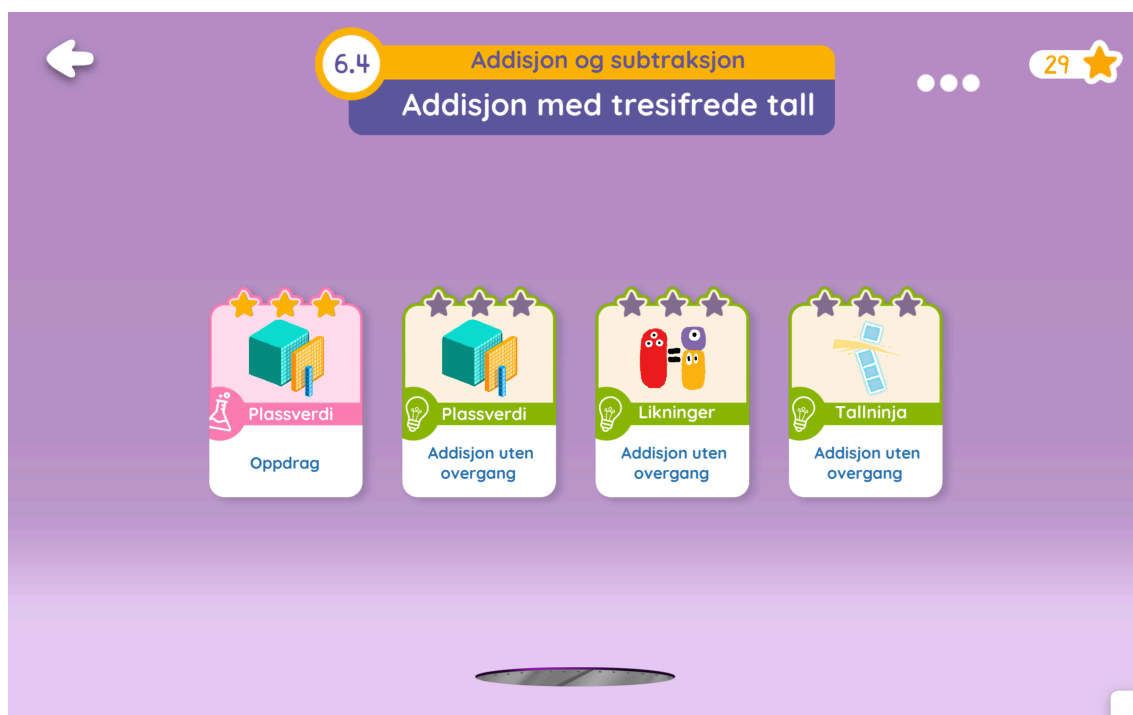 6.4
Addisjon og subtraksjon
Addisjon med tresifrede tall
29
Plassverdi
Oppdrag
Plassverdi
Addisjon uten
overgang
Likninger
Addisjon uten
overgang
Tallninja
Addisjon uten
overgang